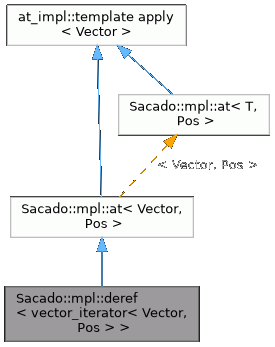 at_impl::template apply
< Vector >
Sacado::mpl::at< T,
Pos >
< Vector, Pos >
Sacado::mpl::at< Vector,
Pos >
Sacado::mpl::deref
< vector_iterator< Vector,
Pos > >